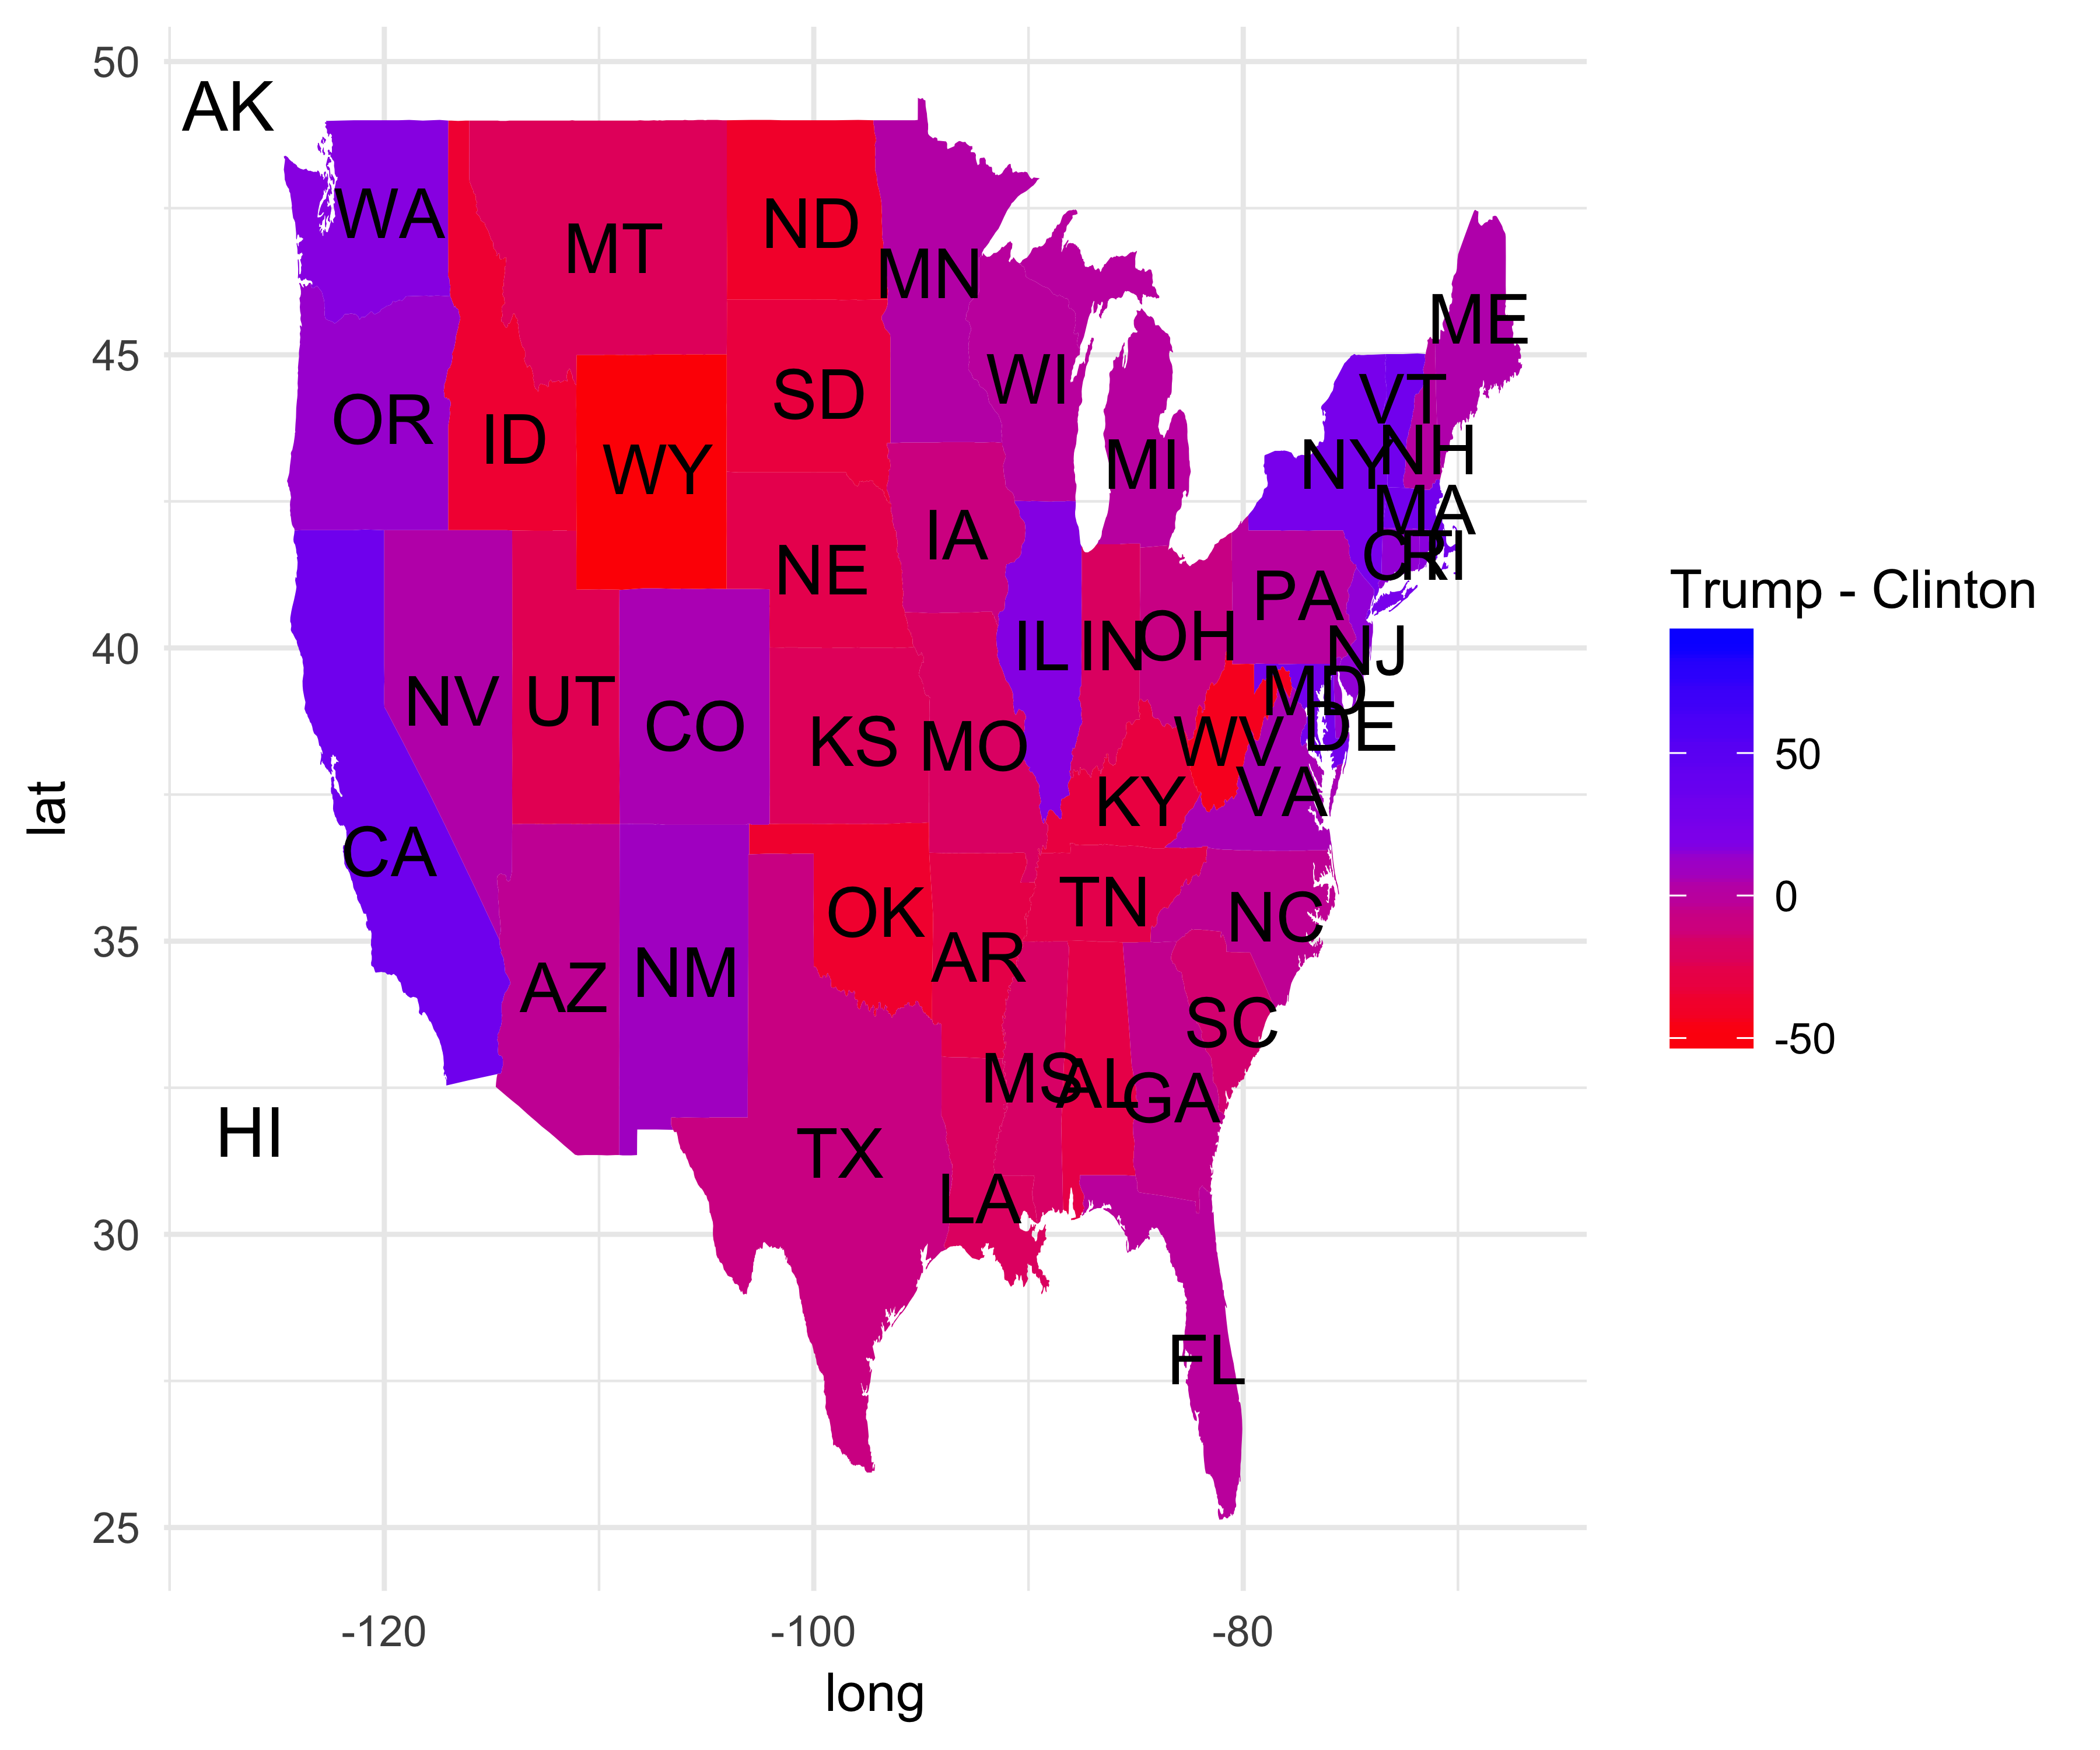 50
45
40
35
30
25
lat
AK
WA
MT
ND
MN
ME
OR
ID
WY
SD
WI
VT
NY
NH
MI
MA
IA
NE
CT
RI
PA
NV
UT
CO
KS
MO
IL
IN
OH
NJ
MD
D
DE
WV
VA
KY
CA
OK
TN
NC
AR
AZ
NM
SC
MS
AL
GA
HI
TX
LA
FL
-120
-100
-80
long
Trump - Clinton
50
0
-50